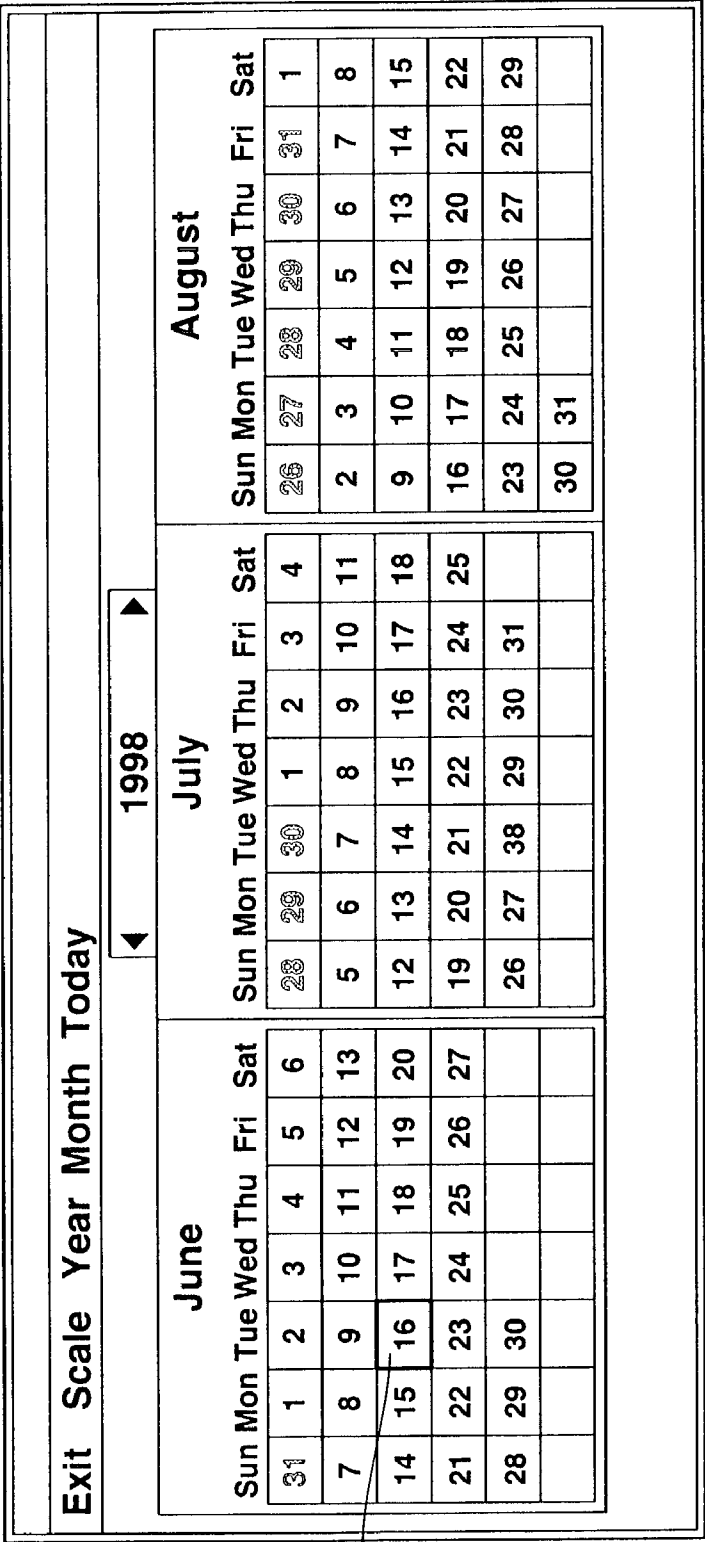 Exit Scale Year Month Today
1998
June
Sun Mon Tue Wed Thu Fri Sat
31 1 2 3 4 5 6
7 8 9 10 11 12 13
14 15 16 17 18 19 20
21 22 23 24 25 26 27
28 29 30
July
Sun Mon Tue Wed Thu Fri Sat
28 29 30 1 2 3 4
5 6 7 8 9 10 11
12 13 14 15 16 17 18
19 20 21 22 23 24 25
26 27 38 29 30 31
August
Sun Mon Tue Wed Thu Fri Sat
26 27 28 29 30 31 1
2 3 4 5 6 7 8
9 10 11 12 13 14 15
16 17 18 19 20 21 22
23 24 25 26 27 28 29
30 31